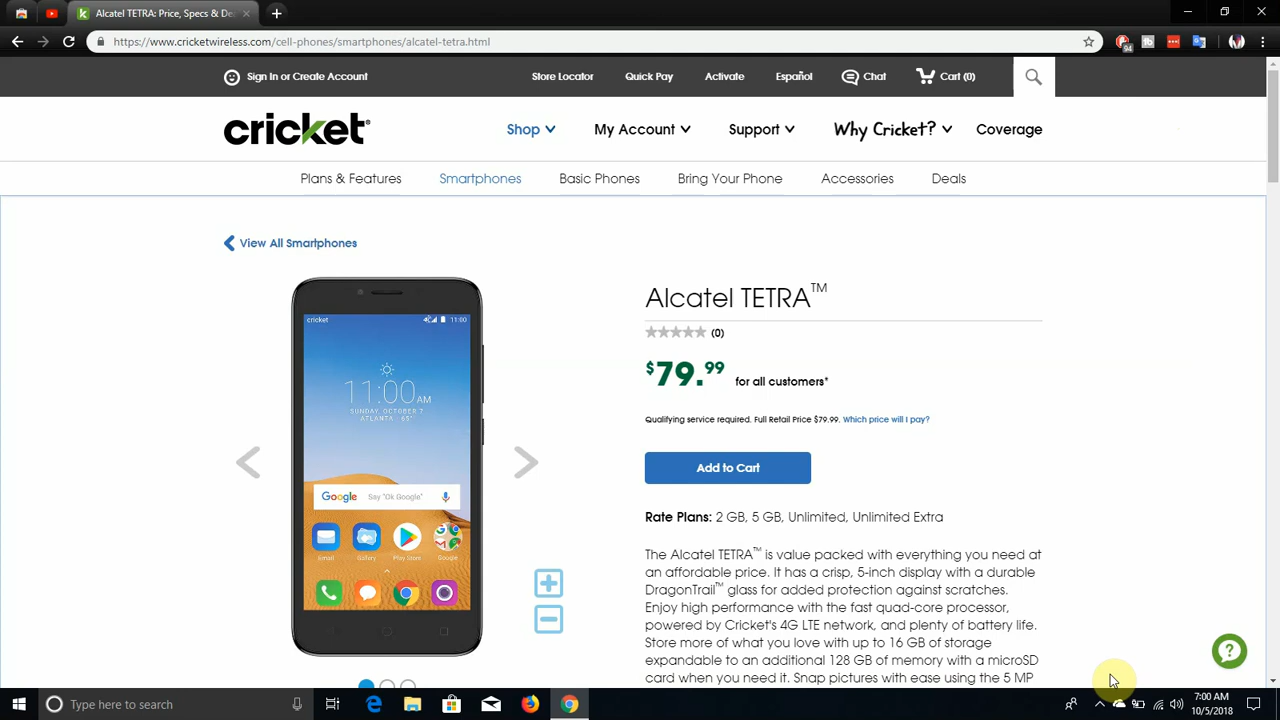 Alcatel TETRA: Price, Specs & De
https://www.cricketwireless.com/cell-phones/smartphones/alcatel-tetra.html
94
Sign In or Create Account
Store Locator
Quick Pay
Activate
Español
Chat
Cart (0)
cricket
Shop
My Account
Support
Why Cricket?
Coverage
Plans & Features
Smartphones
Basic Phones
Bring Your Phone
Accessories
Deals
View All Smartphones
cricket 11:00
11:00AM
SUNDAY, OCTOBER 7
ATLANTA - 65°
Google Say "Ok Google"
Email Gallery Play Store Google
Alcatel TETRA™
(0)
$79.99 for all customers*
Qualifying service required. Full Retail Price $79.99. Which price will I pay?
Add to Cart
Rate Plans: 2 GB, 5 GB, Unlimited, Unlimited Extra
The Alcatel TETRA™ is value packed with everything you need at
an affordable price. It has a crisp, 5-inch display with a durable
DragonTrail™ glass for added protection against scratches.
Enjoy high performance with the fast quad-core processor,
powered by Cricket's 4G LTE network, and plenty of battery life.
Store more of what you love with up to 16 GB of storage
expandable to an additional 128 GB of memory with a microSD
card when you need it. Snap pictures with ease using the 5 MP
Type here to search
7:00 AM
10/5/2018